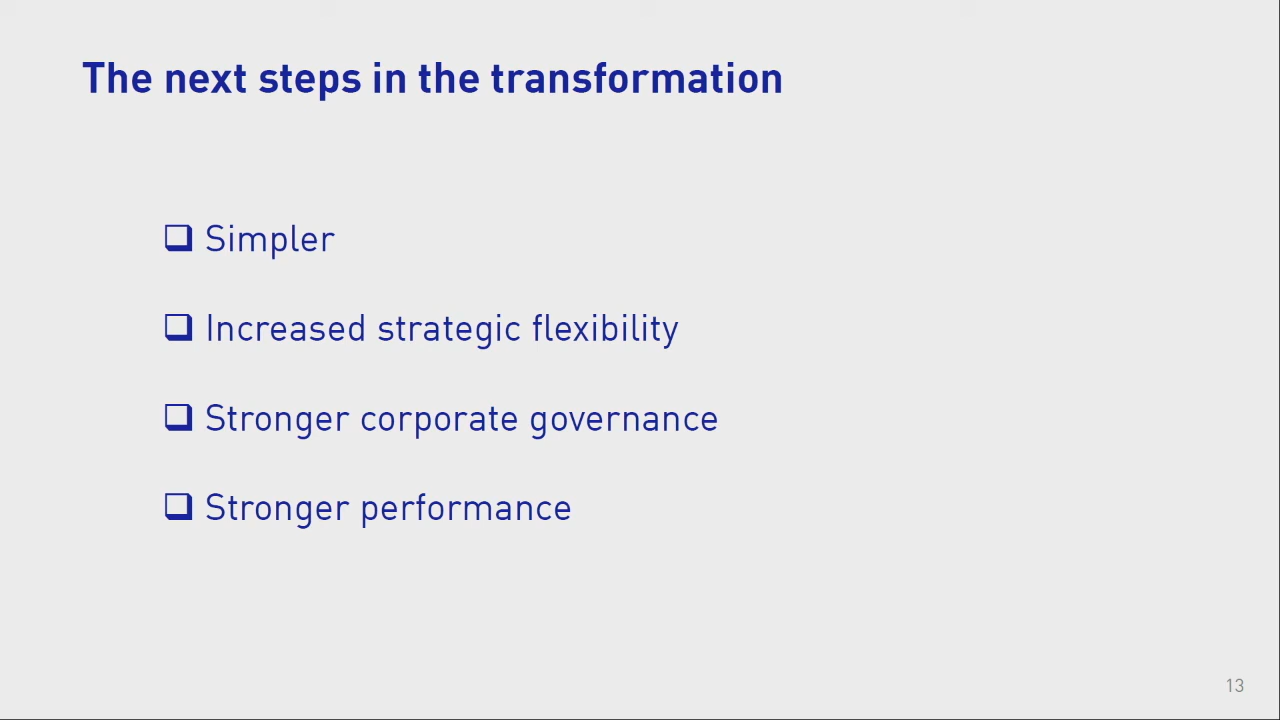 The next steps in the transformation
❑ Simpler
❑ Increased strategic flexibility
❑ Stronger corporate governance
❑ Stronger performance
13